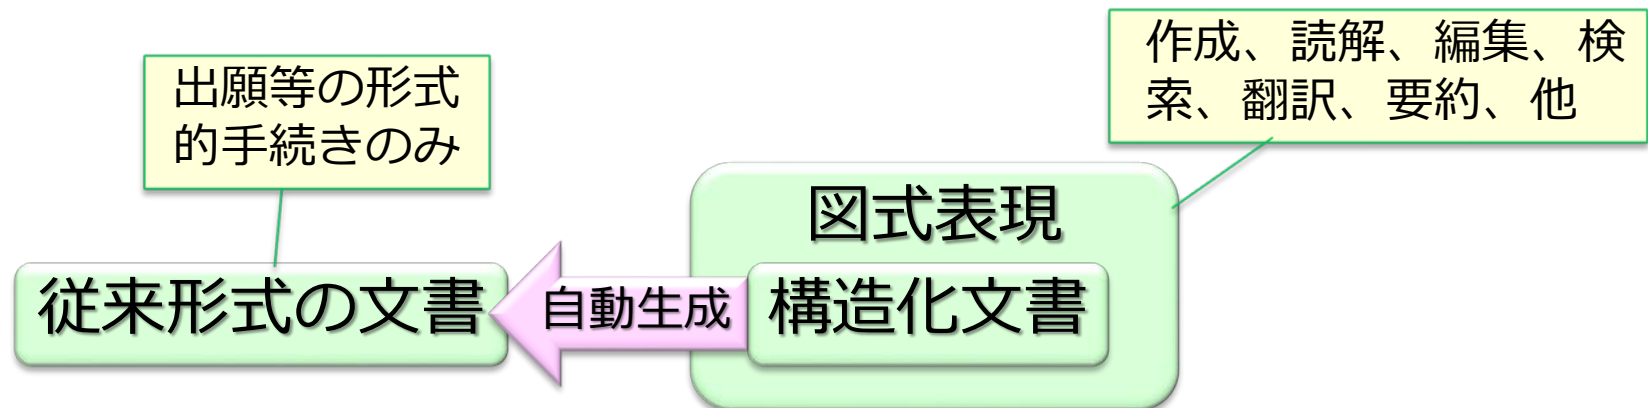 出願等の形式
的手続きのみ
作成、読解、編集、検
索、翻訳、要約、他
図式表現
従来形式の文書
自動生成
構造化文書